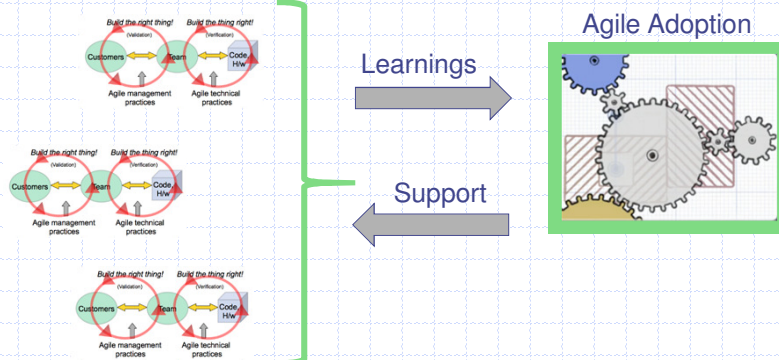 Build the right thing! Build the thing right!
(Validation) (Verification)
Customers Team Code, H/w
Agile management practices
Agile technical practices
Build the right thing! Build the thing right!
(Validation) (Verification)
Customers Team Code, H/w
Agile management practices
Agile technical practices
Build the right thing! Build the thing right!
(Validation) (Verification)
Customers Team Code, H/w
Agile management practices
Agile technical practices
Learnings
Support
Agile Adoption